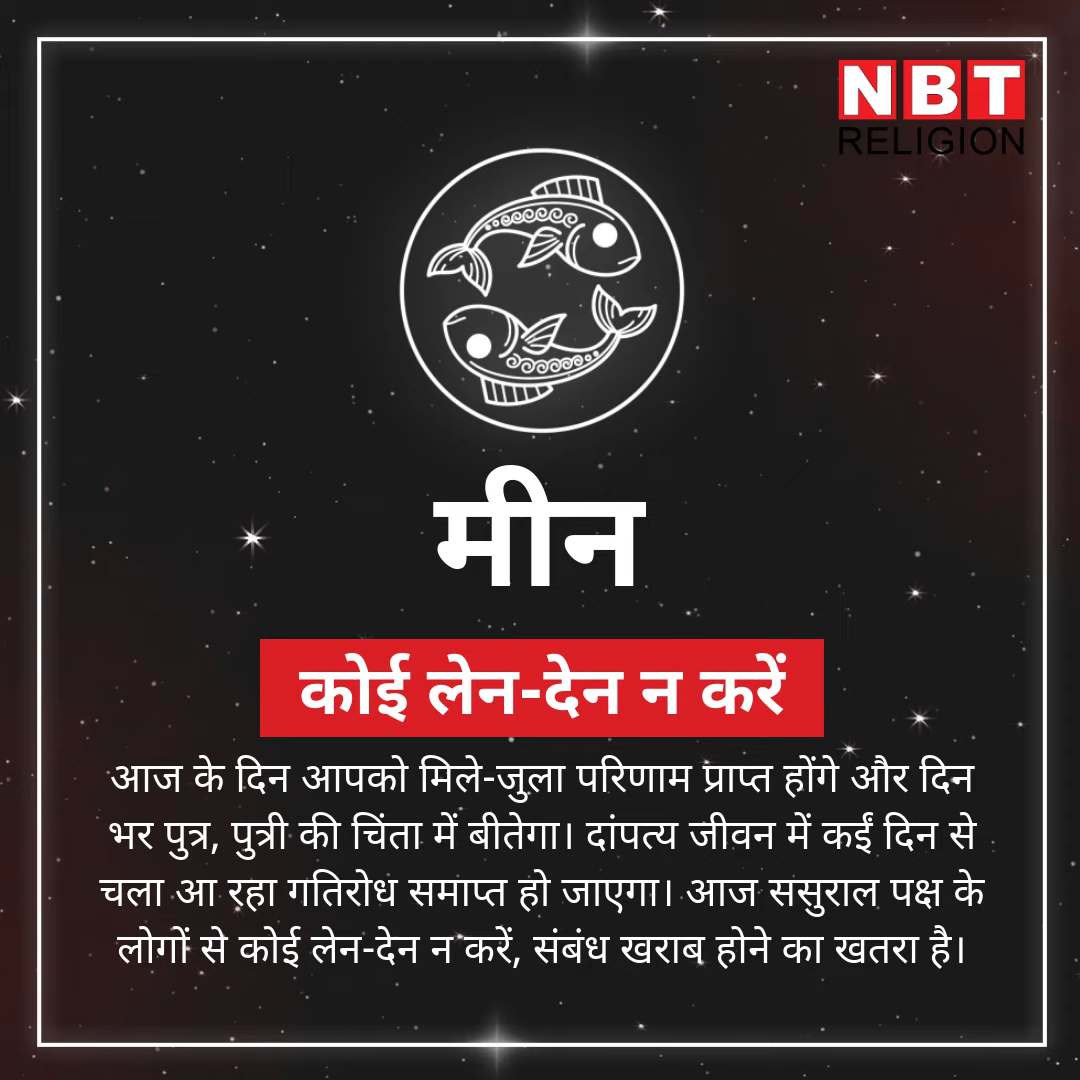 NBT
RELIGION
मीन
कोई लेन-देन न करें
आज के दिन आपको मिले-जुला परिणाम प्राप्त होंगे और दिन
भर पुत्र, पुत्री की चिंता में बीतेगा। दांपत्य जीवन में कईं दिन से
चला आ रहा गतिरोध समाप्त हो जाएगा। आज ससुराल पक्ष के
लोगों से कोई लेन-देन न करें, संबंध खराब होने का खतरा है।